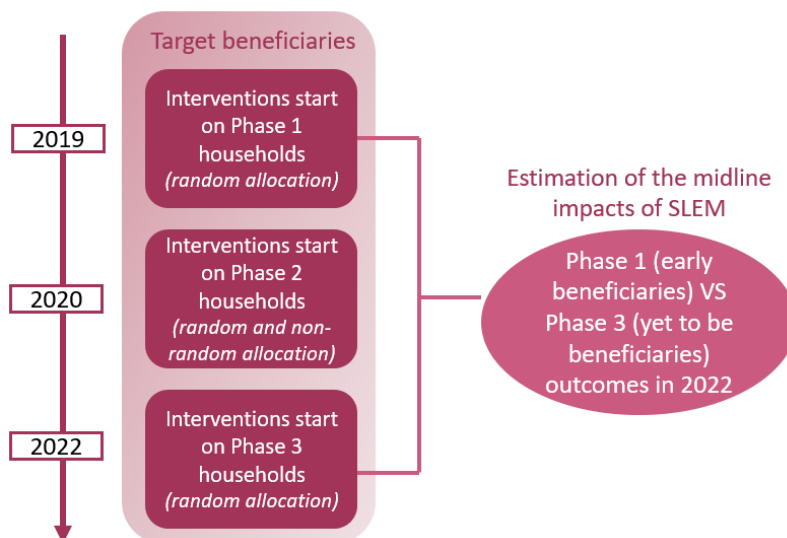 Target beneficiaries
2019
Interventions start
on Phase 1
households
(random allocation)
2020
Interventions start
on Phase 2
households
(random and non-
random allocation)
2022
Interventions start
on Phase 3
households
(random allocation)
Estimation of the midline
impacts of SLEM
Phase 1 (early
beneficiaries) VS
Phase 3 (yet to be
beneficiaries)
outcomes in 2022